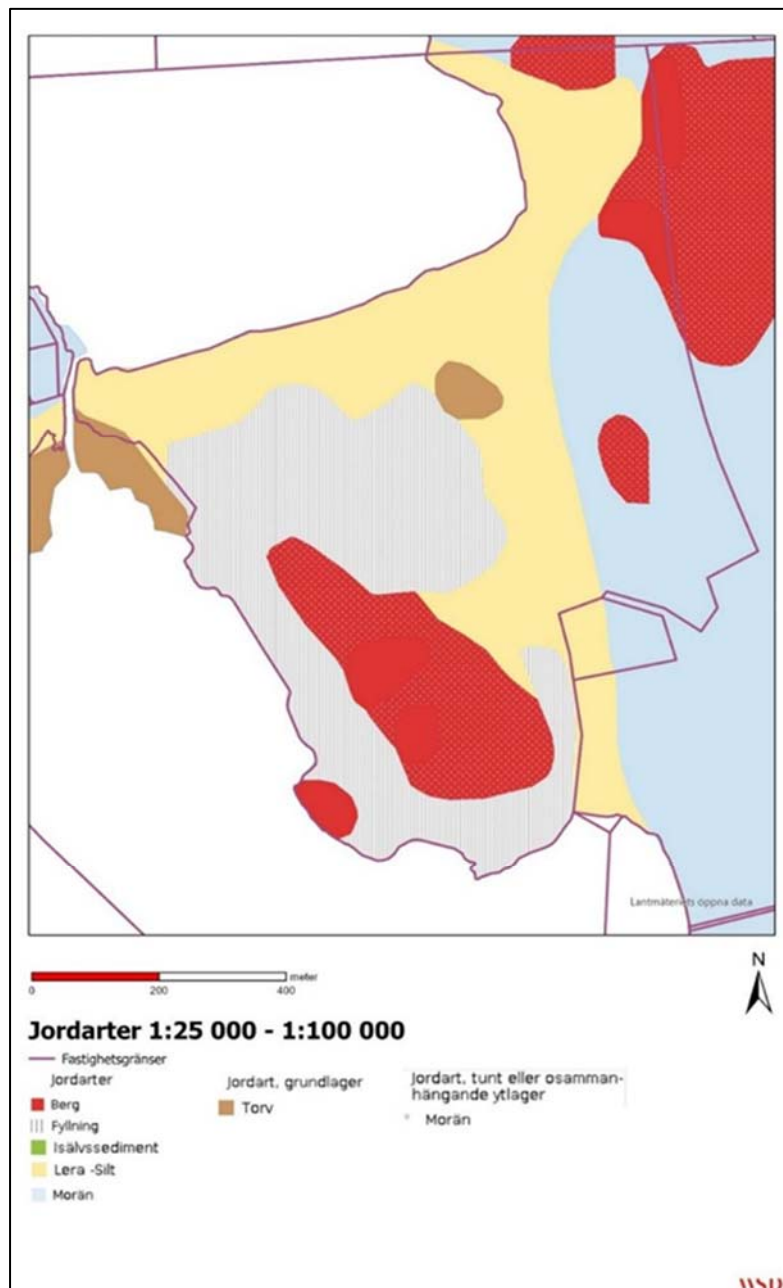 Lantmäteriets öppna data
N
meter
0 200 400
Jordarter 1:25 000 - 1:100 000
Fastighetsgränser
Jordarter
Berg
Fyllning
Isälvssediment
Lera -Silt
Morän
Jordart, grundlager
Torv
Jordart, tunt eller osamman-
hängande ytlager
Morän
WSP